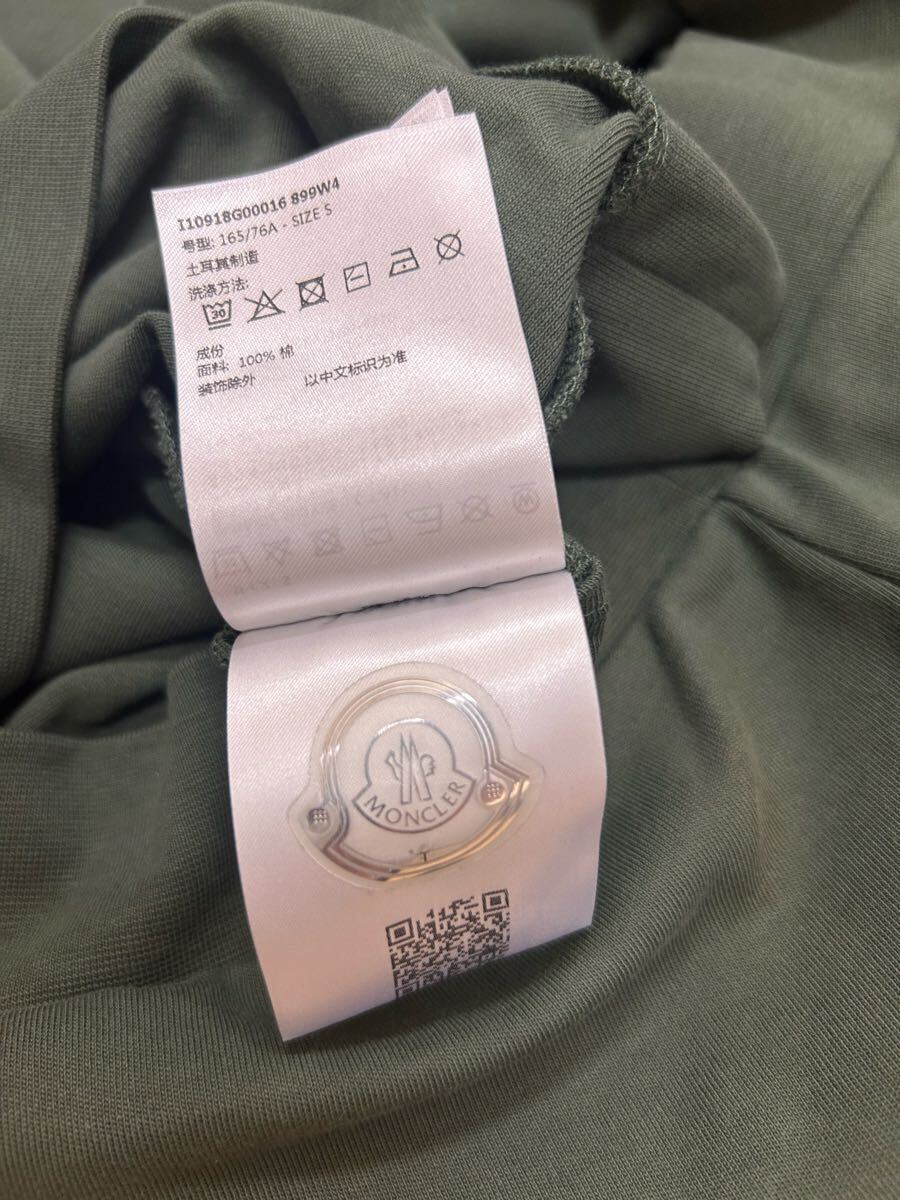 I10918G00016 899W4
号型: 165/76A - SIZE S
土耳其制造
洗涤方法:
30
成份
面料: 100% 棉
装饰除外 以中文标识为准
MONCLER